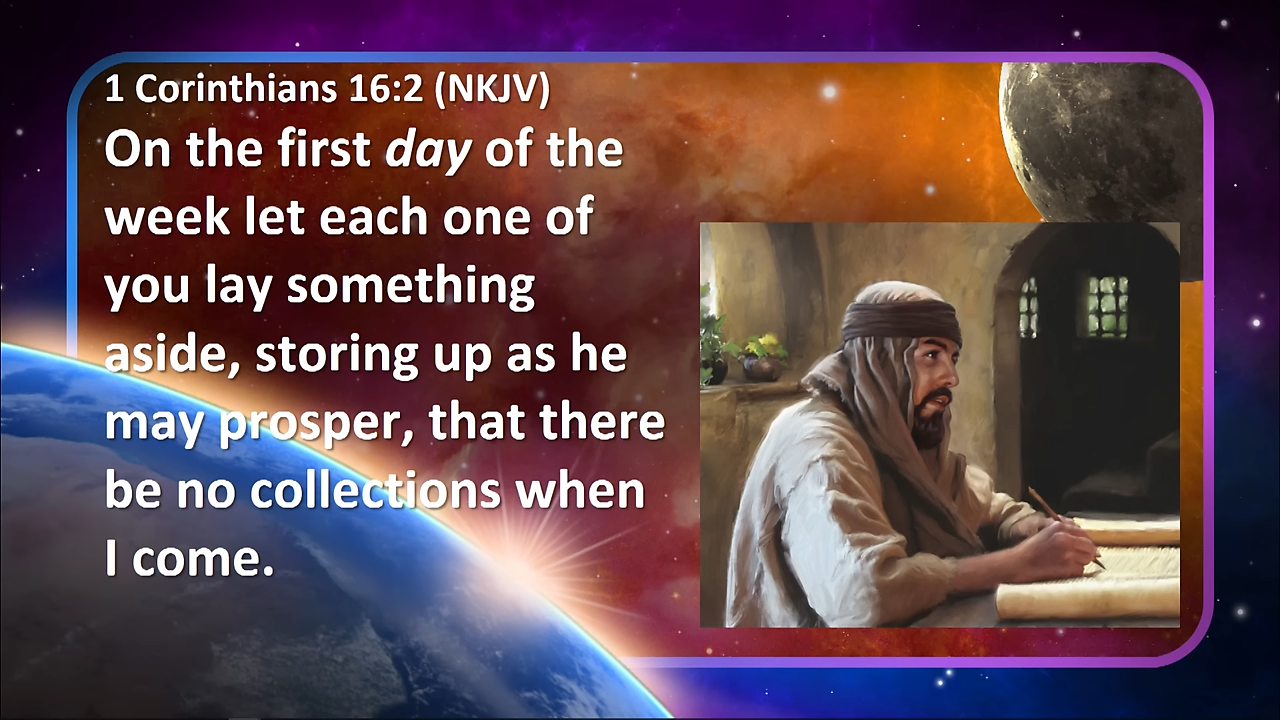 1 Corinthians 16:2 (NKJV)
On the first day of the
week let each one of
you lay something
aside, storing up as he
may prosper, that there
be no collections when
I come.